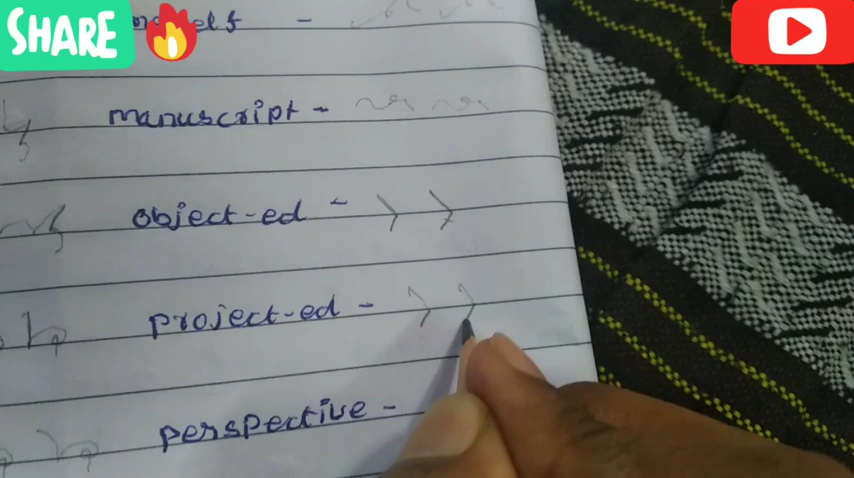 SHARE
manuscript -
object-ed -
project-ed -
perspective -